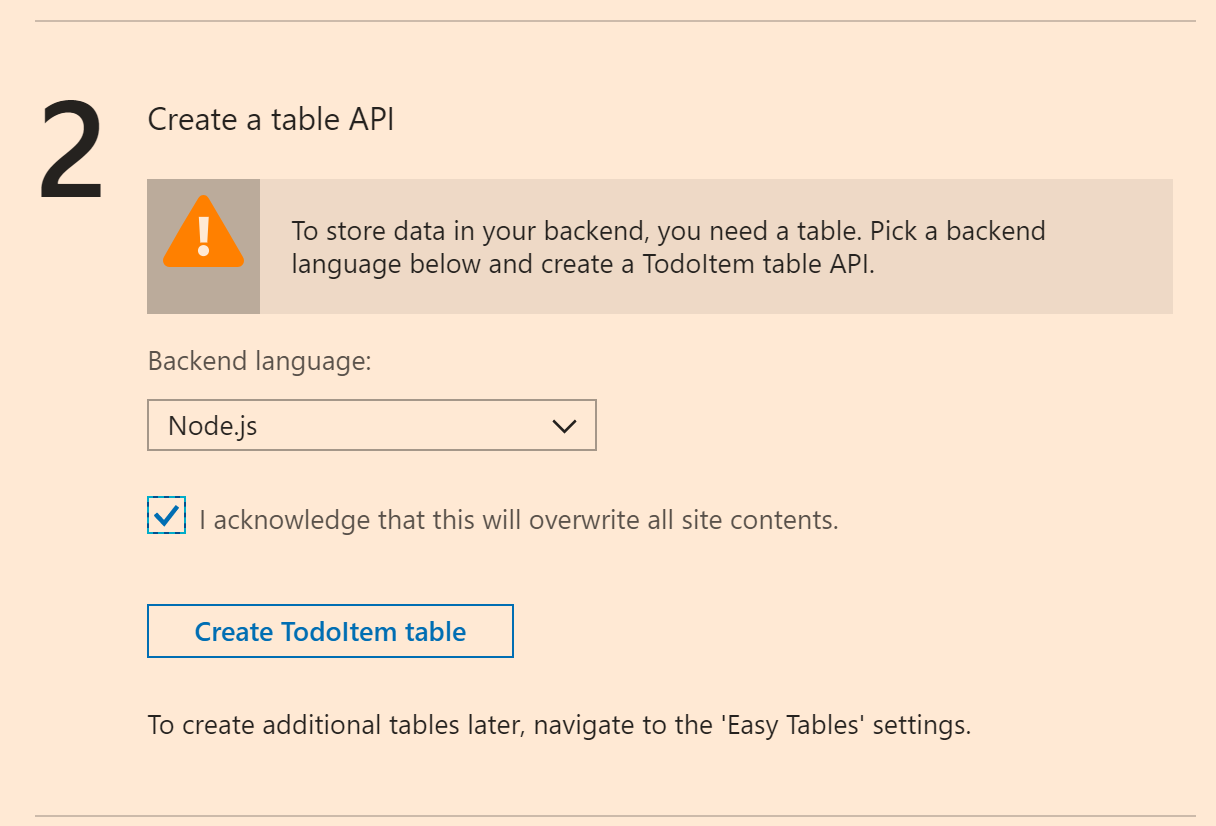 2
Create a table API
To store data in your backend, you need a table. Pick a backend
language below and create a TodoItem table API.
Backend language:
Node.js
I acknowledge that this will overwrite all site contents.
Create TodoItem table
To create additional tables later, navigate to the 'Easy Tables' settings.